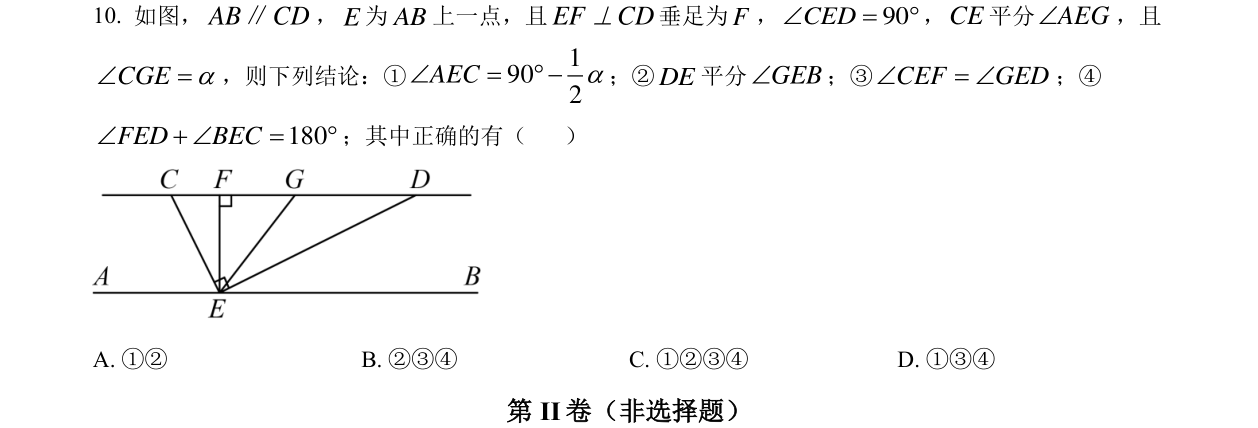 10. 如图，AB∥CD，E为AB上一点，且EF⊥CD垂足为F，∠CED=90°，CE平分∠AEG，且
∠CGE=α，则下列结论：①∠AEC=90°−1/2α；②DE平分∠GEB；③∠CEF=∠GED；④
∠FED+∠BEC=180°；其中正确的有（ ）
C F G D
A B
E
A. ①② B. ②③④ C. ①②③④ D. ①③④
第 II 卷（非选择题）